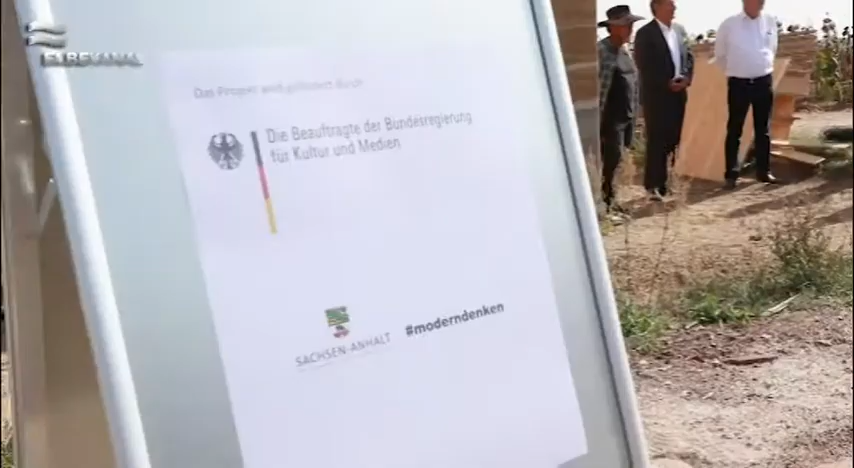 ELBEKANAL
Das Projekt wird gefördert durch
Die Beauftragte der Bundesregierung
für Kultur und Medien
SACHSEN-ANHALT
#moderndenken